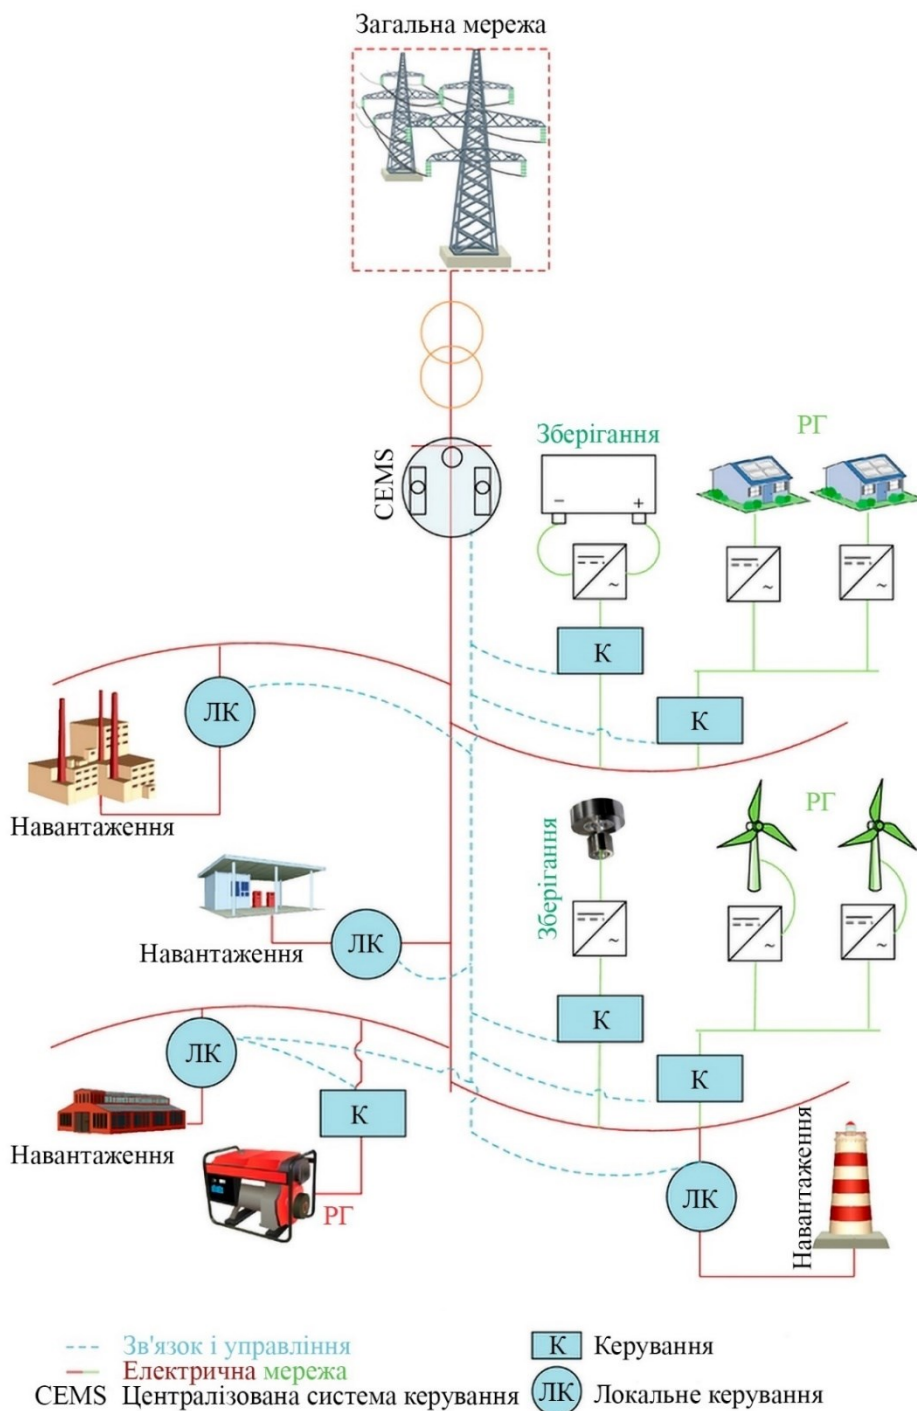 Загальна мережа
CEMS
Зберігання
РГ
− +
~
~
~
К
К
ЛК
Навантаження
Зберігання
РГ
~
~
~
Навантаження
ЛК
К
К
ЛК
К
Навантаження
РГ
ЛК
Навантаження
Зв'язок і управління
Електрична мережа
CEMS Централізована система керування
К Керування
ЛК Локальне керування